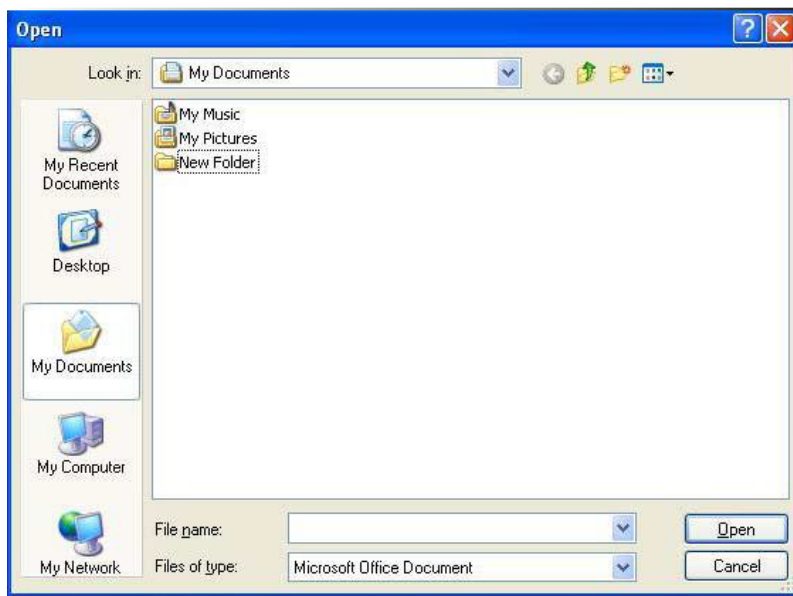 Open
Look in:
My Documents
My Music
My Pictures
New Folder
My Recent
Documents
Desktop
My Documents
My Computer
My Network
File name:
Open
Files of type:
Microsoft Office Document
Cancel